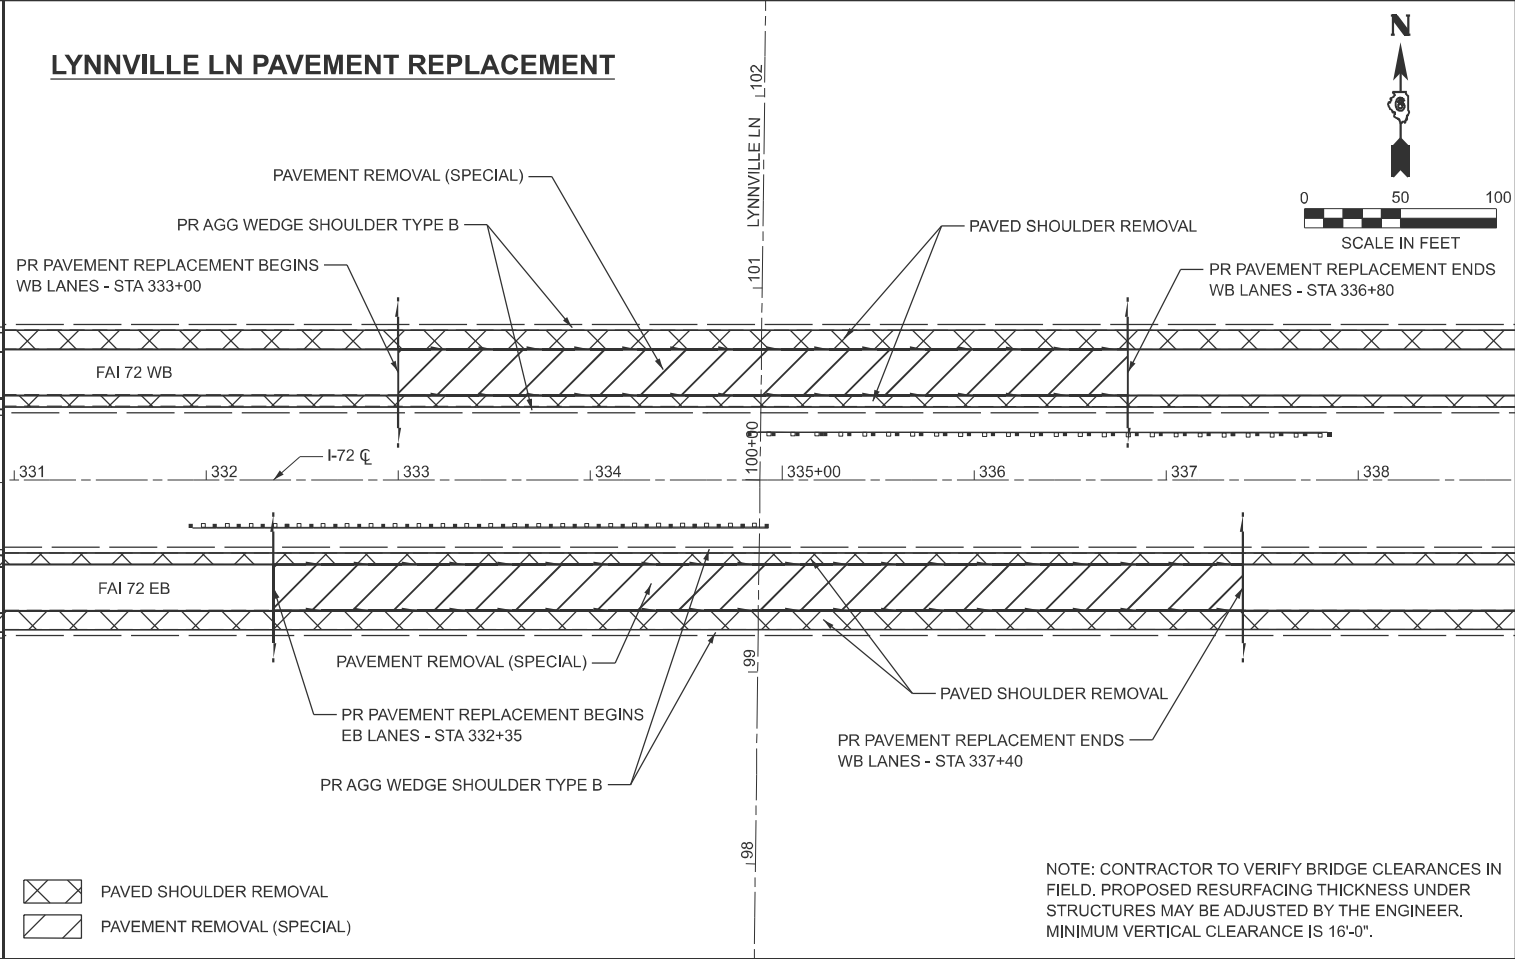 LYNNVILLE LN PAVEMENT REPLACEMENT
N
6
0 50 100
SCALE IN FEET
102
LYNNVILLE LN
101
PAVEMENT REMOVAL (SPECIAL)
PR AGG WEDGE SHOULDER TYPE B
PAVED SHOULDER REMOVAL
PR PAVEMENT REPLACEMENT BEGINS
WB LANES - STA 333+00
PR PAVEMENT REPLACEMENT ENDS
WB LANES - STA 336+80
FAI 72 WB
I-72 ℄
100+00
331 332 333 334 335+00 336 337 338
FAI 72 EB
99
PAVEMENT REMOVAL (SPECIAL)
PAVED SHOULDER REMOVAL
PR PAVEMENT REPLACEMENT BEGINS
EB LANES - STA 332+35
PR PAVEMENT REPLACEMENT ENDS
WB LANES - STA 337+40
PR AGG WEDGE SHOULDER TYPE B
98
PAVED SHOULDER REMOVAL
PAVEMENT REMOVAL (SPECIAL)
NOTE: CONTRACTOR TO VERIFY BRIDGE CLEARANCES IN
FIELD. PROPOSED RESURFACING THICKNESS UNDER
STRUCTURES MAY BE ADJUSTED BY THE ENGINEER.
MINIMUM VERTICAL CLEARANCE IS 16'-0".